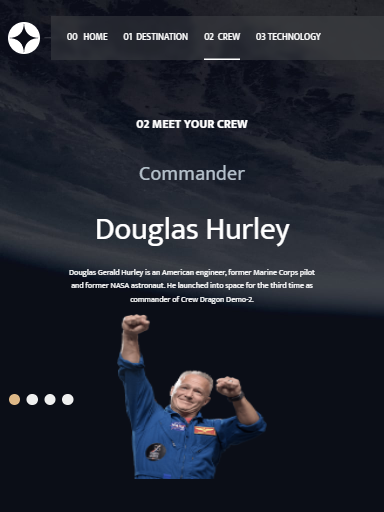 00 HOME 01 DESTINATION 02 CREW 03 TECHNOLOGY
02 MEET YOUR CREW
Commander
Douglas Hurley
Douglas Gerald Hurley is an American engineer, former Marine Corps pilot
and former NASA astronaut. He launched into space for the third time as
commander of Crew Dragon Demo-2.
NASA